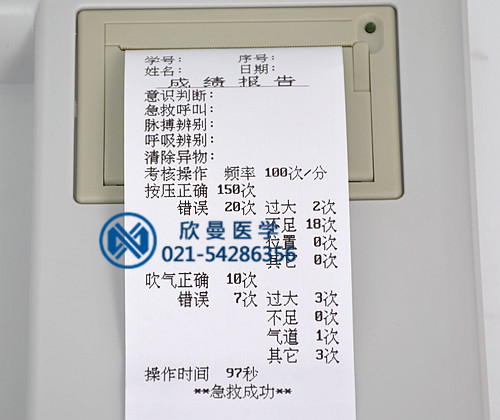 学号： 序号：
姓名： 日期：
成绩报告
意识判断：
急救呼叫：
脉搏辨别：
呼吸辨别：
清除异物：
考核操作 频率 100次/分
按压正确 150次
错误 20次 过大 2次
不足 18次
位置 0次
其它 0次
吹气正确 10次
错误 7次 过大 3次
不足 0次
气道 1次
其它 3次
操作时间 97秒
**急救成功**
欣曼医学
021-54286356